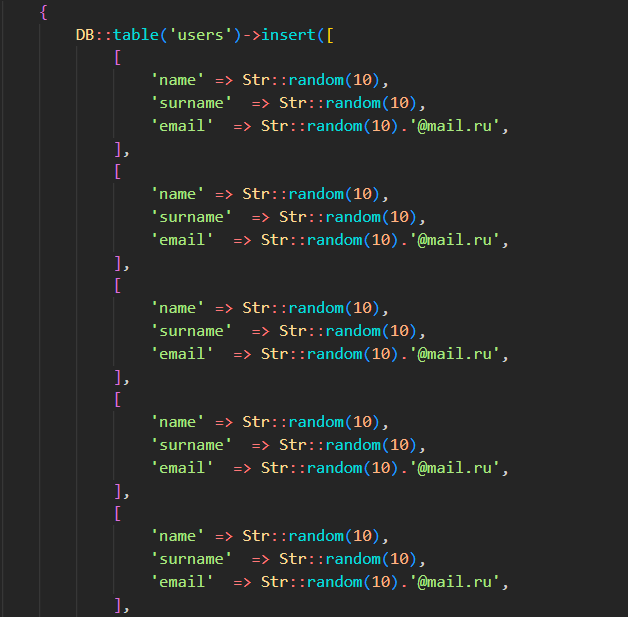 {
DB::table('users')->insert([
[
'name' => Str::random(10),
'surname'  => Str::random(10),
'email'  => Str::random(10).'@mail.ru',
],
[
'name' => Str::random(10),
'surname'  => Str::random(10),
'email'  => Str::random(10).'@mail.ru',
],
[
'name' => Str::random(10),
'surname'  => Str::random(10),
'email'  => Str::random(10).'@mail.ru',
],
[
'name' => Str::random(10),
'surname'  => Str::random(10),
'email'  => Str::random(10).'@mail.ru',
],
[
'name' => Str::random(10),
'surname'  => Str::random(10),
'email'  => Str::random(10).'@mail.ru',
],